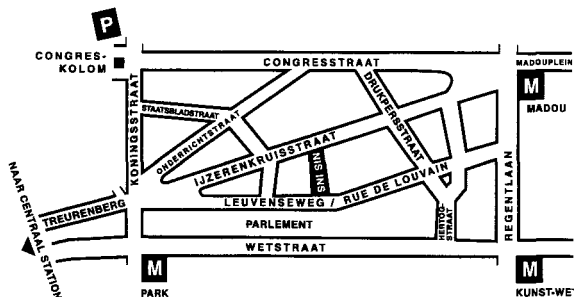 P
CONGRES-
KOLOM
CONGRESSTRAAT
MADOUPLEIN
M
MADOU
KONINGSSTRAAT
STAATSBLADSTRAAT
ONDERRICHTSTRAAT
DRUKPERSSTRAAT
IJZERENKRUISSTRAAT
INS NIS
LEUVENSEWEG / RUE DE LOUVAIN
REGENTLAAN
NAAR CENTRAAL STATION
TREURENBERG
PARLEMENT
HERTOG-
STRAAT
WETSTRAAT
M
PARK
M
KUNST-WET